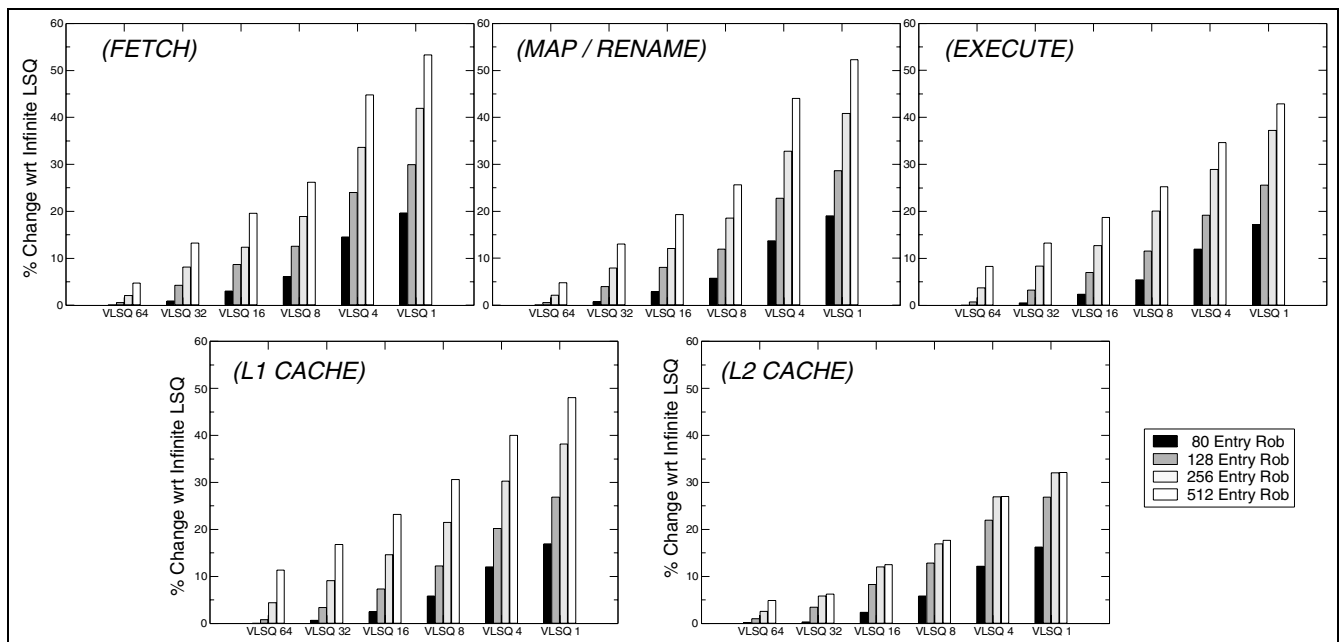 (FETCH)
% Change wrt Infinite LSQ
60
50
40
30
20
10
0
VLSQ 64 VLSQ 32 VLSQ 16 VLSQ 8 VLSQ 4 VLSQ 1
(MAP / RENAME)
60
50
40
30
20
10
0
VLSQ 64 VLSQ 32 VLSQ 16 VLSQ 8 VLSQ 4 VLSQ 1
(EXECUTE)
60
50
40
30
20
10
0
VLSQ 64 VLSQ 32 VLSQ 16 VLSQ 8 VLSQ 4 VLSQ 1
(L1 CACHE)
% Change wrt Infinite LSQ
60
50
40
30
20
10
0
VLSQ 64 VLSQ 32 VLSQ 16 VLSQ 8 VLSQ 4 VLSQ 1
(L2 CACHE)
% Change wrt Infinite LSQ
60
50
40
30
20
10
0
VLSQ 64 VLSQ 32 VLSQ 16 VLSQ 8 VLSQ 4 VLSQ 1
80 Entry Rob
128 Entry Rob
256 Entry Rob
512 Entry Rob